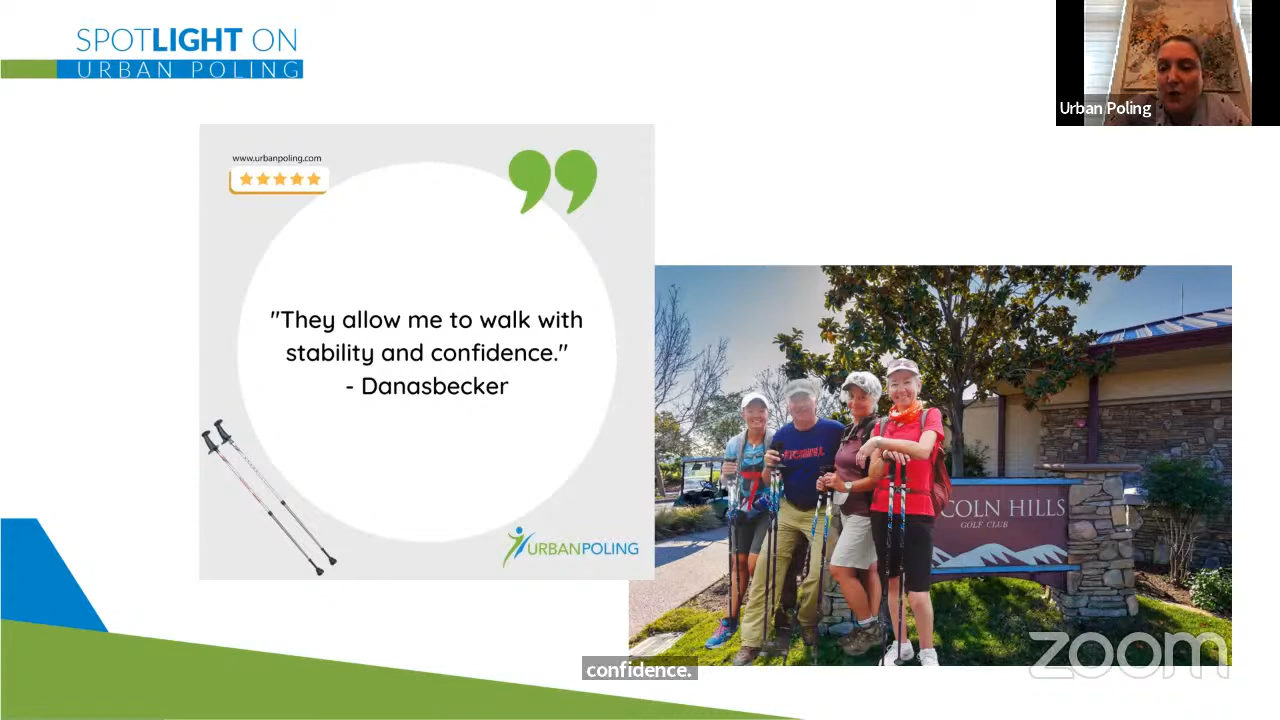 SPOTLIGHT ON
URBAN POLING
Urban Poling
www.urbanpoling.com
"They allow me to walk with
stability and confidence."
- Danasbecker
URBANPOLING
COLN HILLS
GOLF CLUB
zoom
confidence.